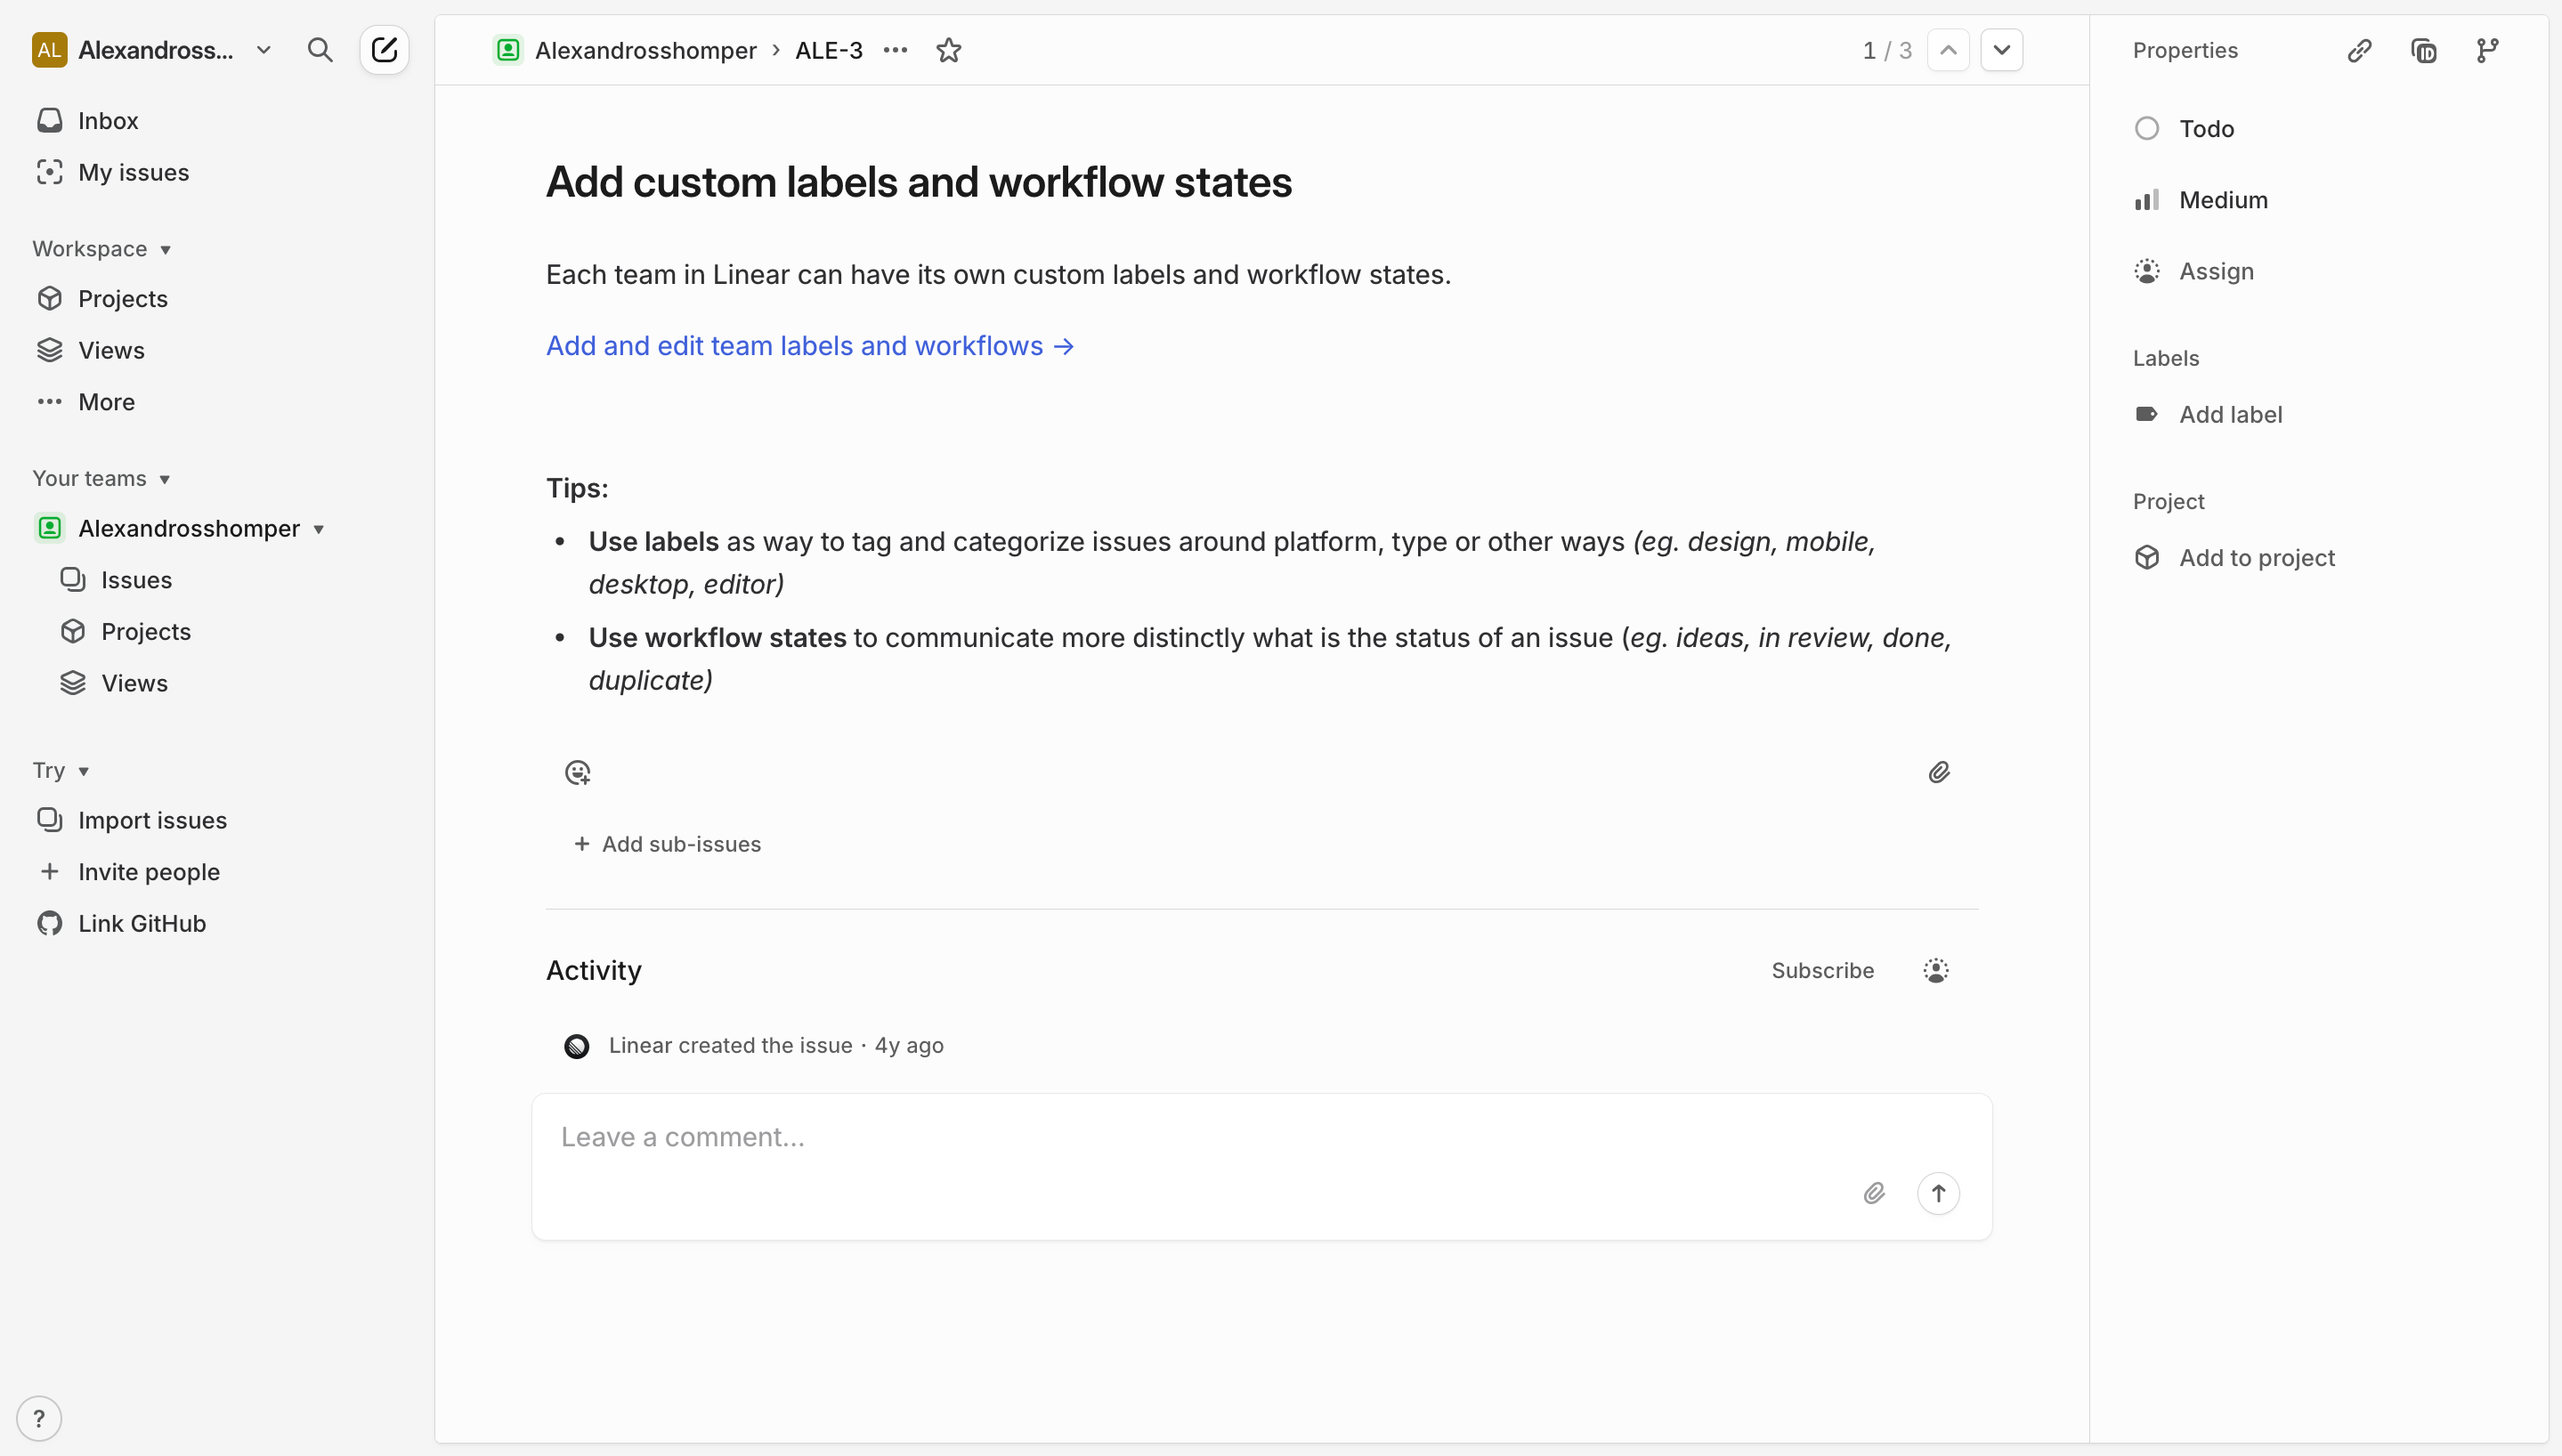 AL Alexandross...
Inbox
My issues
Workspace
Projects
Views
More
Your teams
Alexandrosshomper
Issues
Projects
Views
Try
Import issues
Invite people
Link GitHub
?
Alexandrosshomper › ALE-3
1 / 3
Add custom labels and workflow states
Each team in Linear can have its own custom labels and workflow states.
Add and edit team labels and workflows →
Tips:
• Use labels as way to tag and categorize issues around platform, type or other ways (eg. design, mobile,
desktop, editor)
• Use workflow states to communicate more distinctly what is the status of an issue (eg. ideas, in review, done,
duplicate)
+ Add sub-issues
Activity
Subscribe
Linear created the issue · 4y ago
Leave a comment...
Properties
ID
Todo
Medium
Assign
Labels
Add label
Project
Add to project